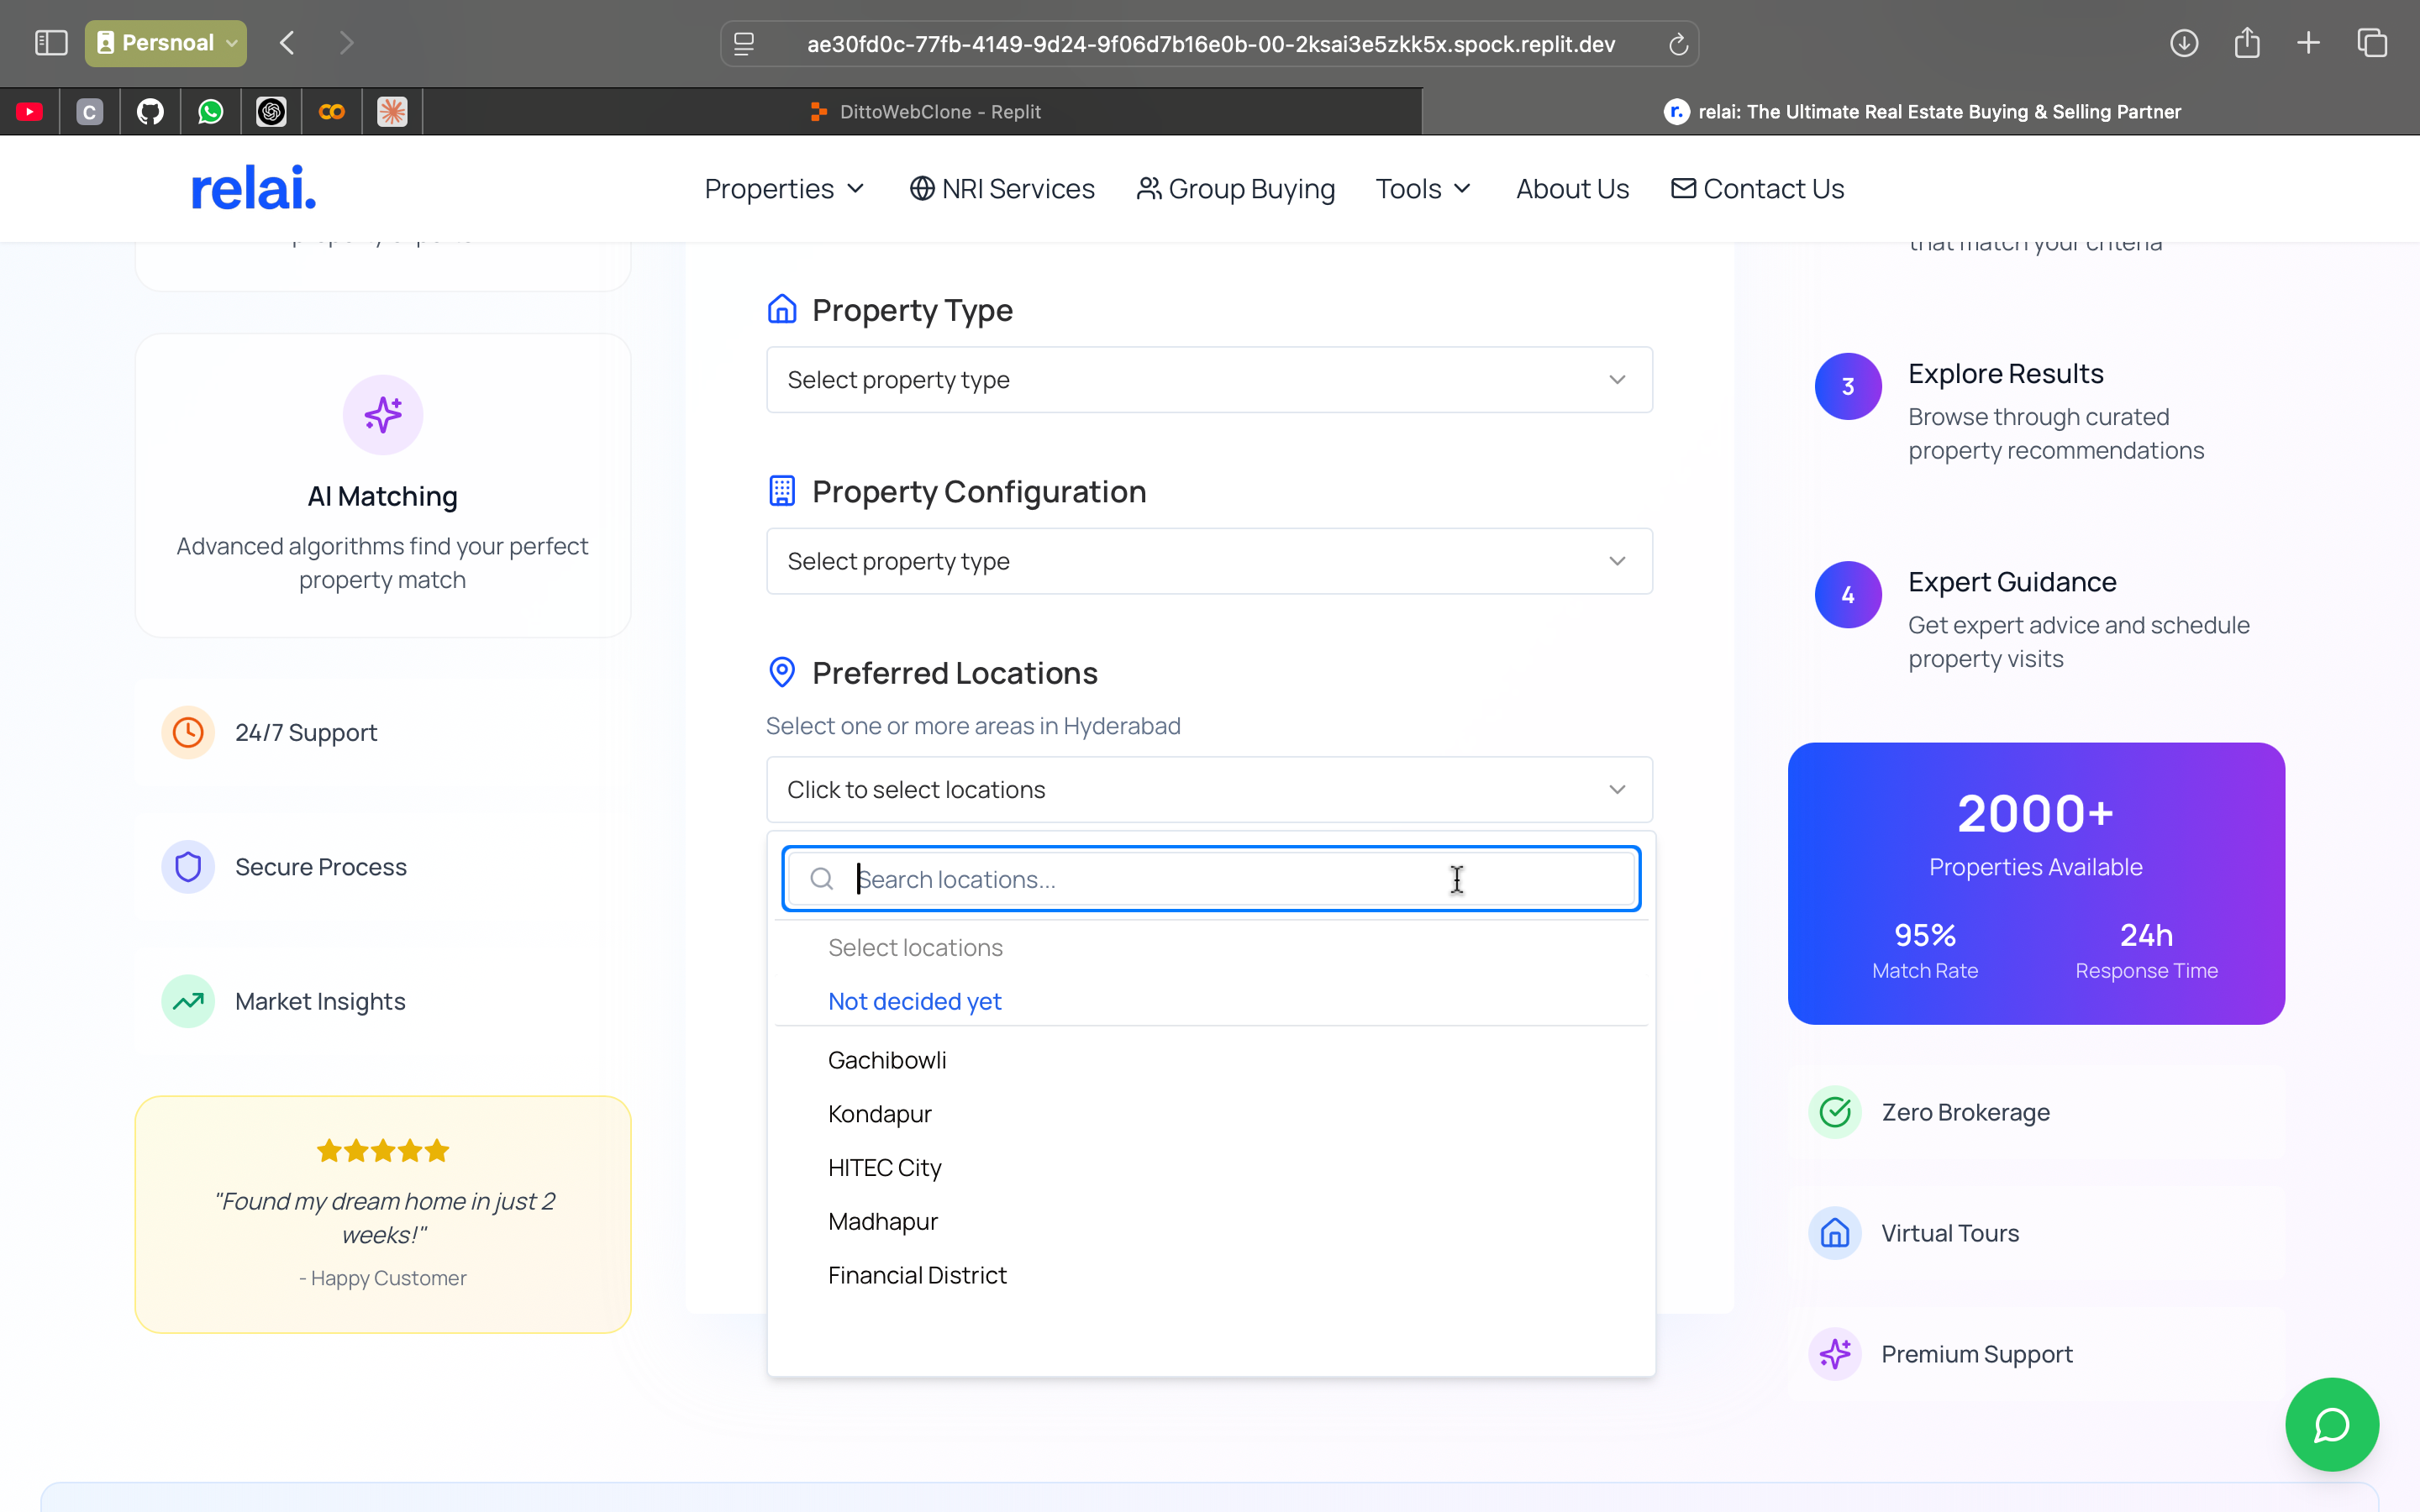 Persnoal
ae30fd0c-77fb-4149-9d24-9f06d7b16e0b-00-2ksai3e5zkk5x.spock.replit.dev
C
DittoWebClone - Replit
r.
relai: The Ultimate Real Estate Buying & Selling Partner
relai.
Properties
NRI Services
Group Buying
Tools
About Us
Contact Us
that match your criteria
AI Matching
Advanced algorithms find your perfect
property match
24/7 Support
Secure Process
Market Insights
"Found my dream home in just 2
weeks!"
- Happy Customer
Property Type
Select property type
Property Configuration
Select property type
Preferred Locations
Select one or more areas in Hyderabad
Click to select locations
Search locations...
Select locations
Not decided yet
Gachibowli
Kondapur
HITEC City
Madhapur
Financial District
3
Explore Results
Browse through curated
property recommendations
4
Expert Guidance
Get expert advice and schedule
property visits
2000+
Properties Available
95%
Match Rate
24h
Response Time
Zero Brokerage
Virtual Tours
Premium Support